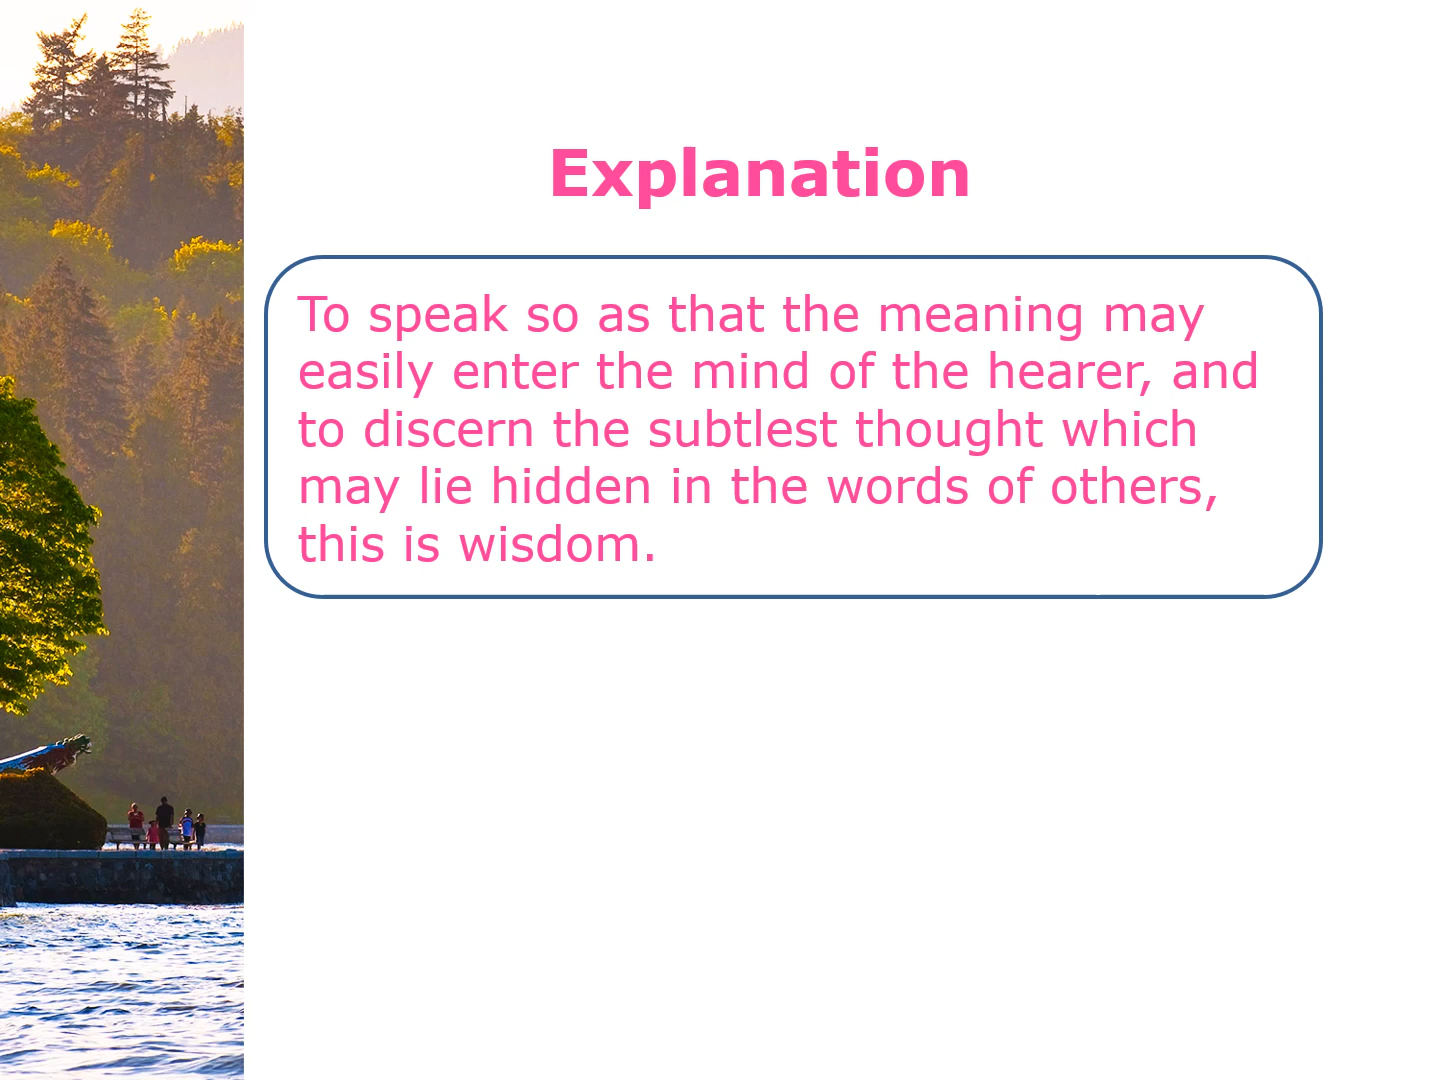 Explanation
To speak so as that the meaning may
easily enter the mind of the hearer, and
to discern the subtlest thought which
may lie hidden in the words of others,
this is wisdom.